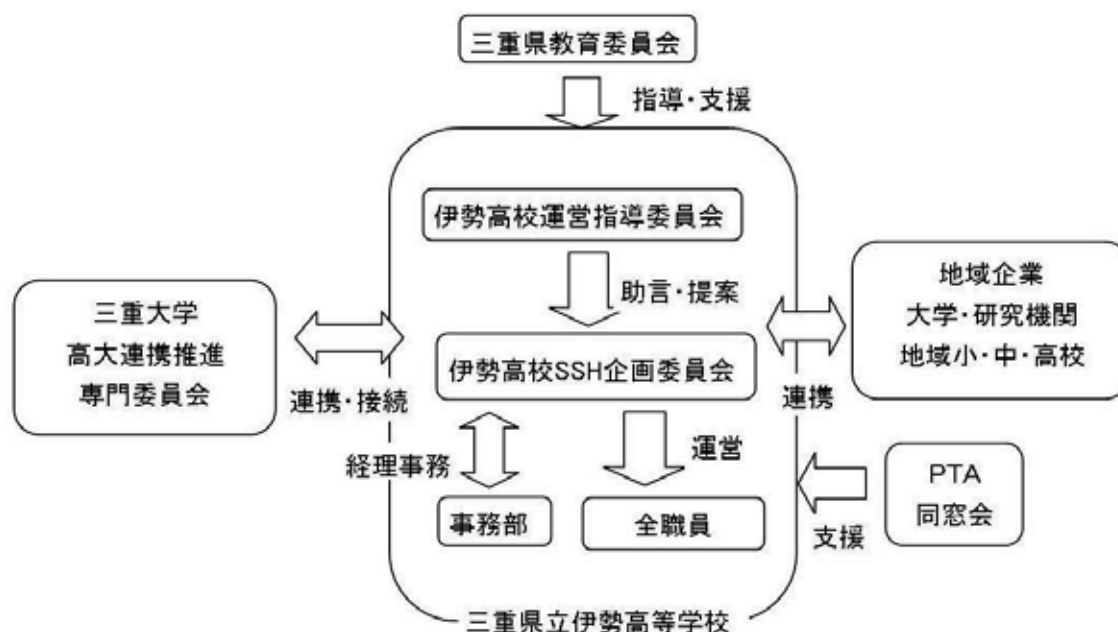 三重県教育委員会
指導・支援
伊勢高校運営指導委員会
助言・提案
三重大学
高大連携推進
専門委員会
連携・接続
伊勢高校SSH企画委員会
地域企業
大学・研究機関
地域小・中・高校
連携
経理事務
運営
事務部
全職員
PTA
同窓会
支援
三重県立伊勢高等学校